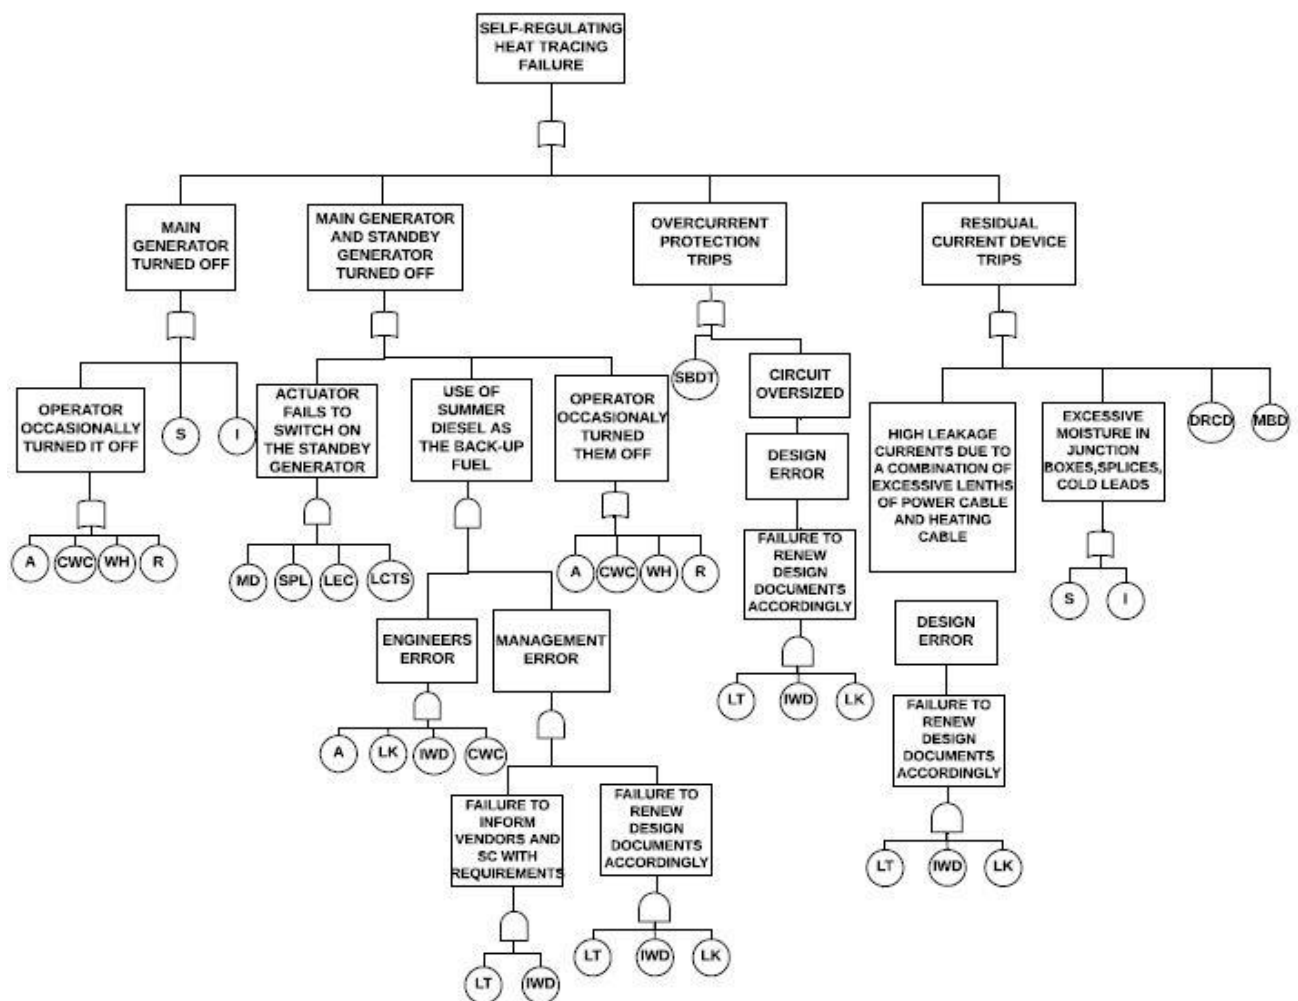 SELF-REGULATING
HEAT TRACING
FAILURE
MAIN
GENERATOR
TURNED OFF
MAIN GENERATOR
AND STANDBY
GENERATOR
TURNED OFF
OVERCURRENT
PROTECTION
TRIPS
RESIDUAL
CURRENT DEVICE
TRIPS
OPERATOR
OCCASIONALLY
TURNED IT OFF
S
I
ACTUATOR
FAILS TO
SWITCH ON
THE STANDBY
GENERATOR
USE OF
SUMMER
DIESEL AS
THE BACK-UP
FUEL
OPERATOR
OCCASIONALY
TURNED
THEM OFF
SBDT
CIRCUIT
OVERSIZED
HIGH LEAKAGE
CURRENTS DUE TO
A COMBINATION OF
EXCESSIVE LENTHS
OF POWER CABLE
AND HEATING
CABLE
EXCESSIVE
MOISTURE IN
JUNCTION
BOXES,SPLICES,
COLD LEADS
DRCD
MBD
DESIGN
ERROR
A
CWC
WH
R
MD
SPL
LEC
LCTS
A
CWC
WH
R
FAILURE TO
RENEW
DESIGN
DOCUMENTS
ACCORDINGLY
S
I
ENGINEERS
ERROR
MANAGEMENT
ERROR
DESIGN
ERROR
LT
IWD
LK
A
LK
IWD
CWC
FAILURE TO
RENEW
DESIGN
DOCUMENTS
ACCORDINGLY
FAILURE TO
INFORM
VENDORS AND
SC WITH
REQUIREMENTS
FAILURE TO
RENEW
DESIGN
DOCUMENTS
ACCORDINGLY
LT
IWD
LK
LT
IWD
LT
IWD
LK